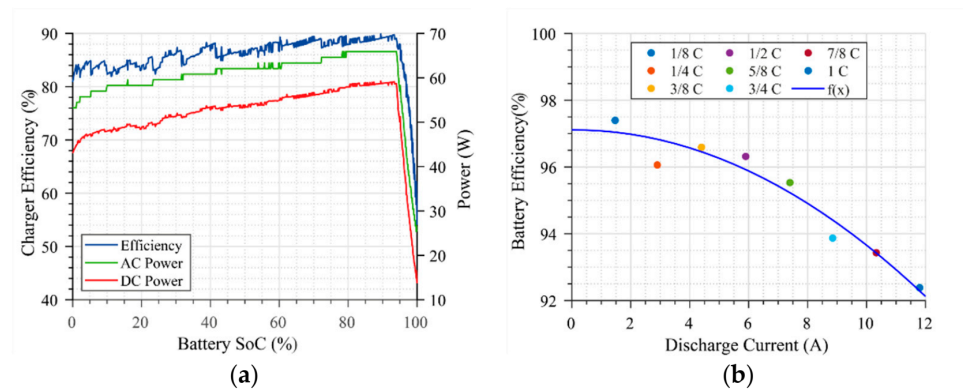 90
80
70
60
50
40
70
60
50
40
30
20
10
0
20
40
60
80
100
Charger Efficiency (%)
Power (W)
Battery SoC (%)
Efficiency
AC Power
DC Power
(a)
100
98
96
94
92
0
2
4
6
8
10
12
Battery Efficiency(%)
Discharge Current (A)
1/8 C
1/2 C
7/8 C
1/4 C
5/8 C
1 C
3/8 C
3/4 C
f(x)
(b)